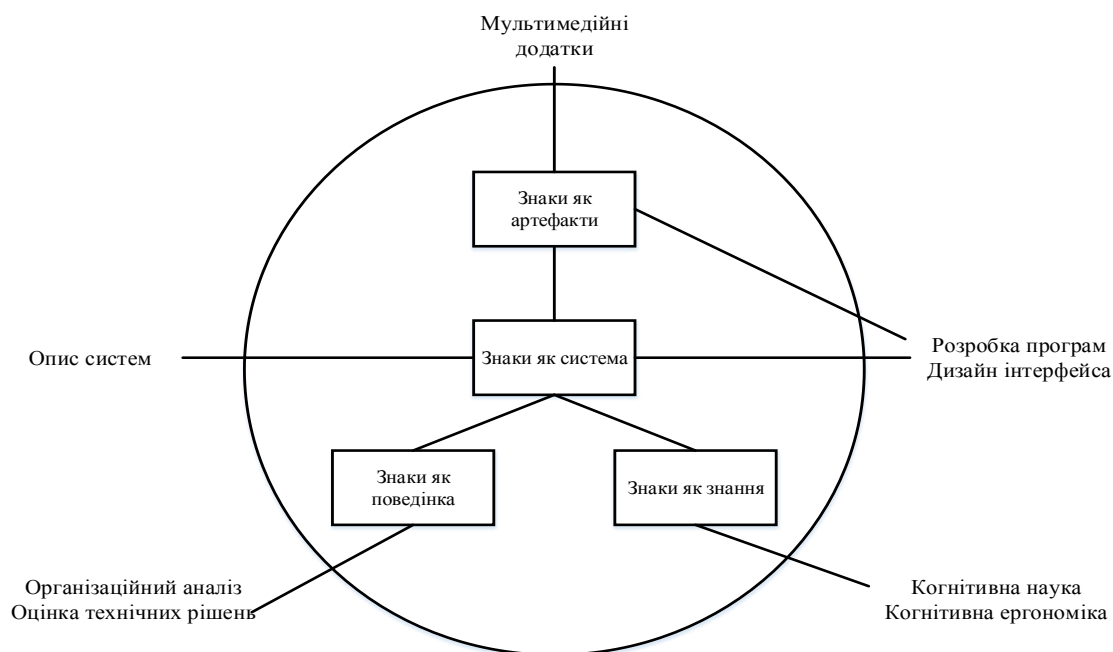 Мультимедійні
додатки
Знаки як
артефакти
Опис систем
Знаки як система
Розробка програм
Дизайн інтерфейса
Знаки як
поведінка
Знаки як знання
Організаційний аналіз
Оцінка технічних рішень
Когнітивна наука
Когнітивна ергономіка